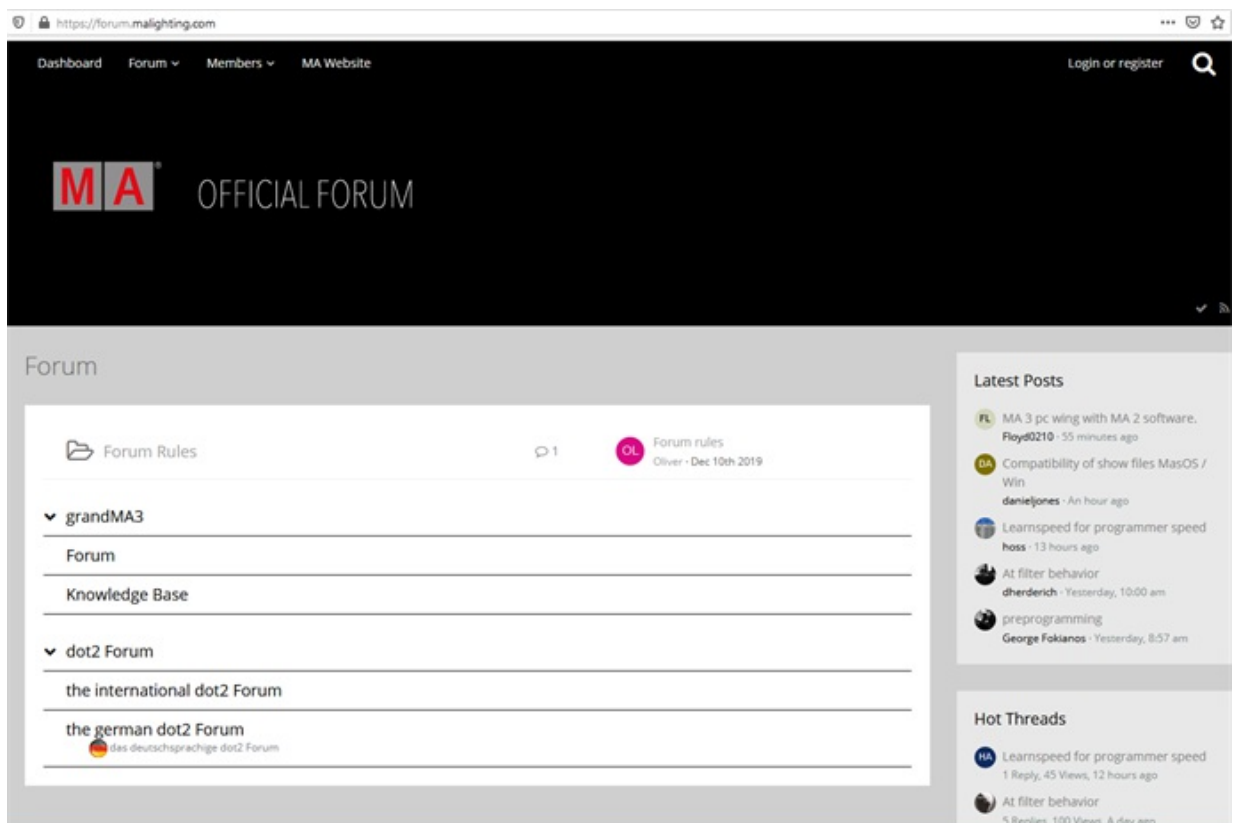 https://forum.malighting.com
Dashboard Forum Members MA Website Login or register
MA® OFFICIAL FORUM
Forum
Forum Rules 1 OL Forum rules
Oliver · Dec 10th 2019
grandMA3
Forum
Knowledge Base
dot2 Forum
the international dot2 Forum
the german dot2 Forum
das deutschsprachige dot2 Forum
Latest Posts
FL MA 3 pc wing with MA 2 software.
Floyd0210 · 55 minutes ago
DA Compatibility of show files MasOS /
Win
danieljones · An hour ago
Learnspeed for programmer speed
hoss · 13 hours ago
At filter behavior
dherderich · Yesterday, 10:00 am
preprogramming
George Fokianos · Yesterday, 8:57 am
Hot Threads
HA Learnspeed for programmer speed
1 Reply, 45 Views, 12 hours ago
At filter behavior
5 Replies, 100 Views, A day ago